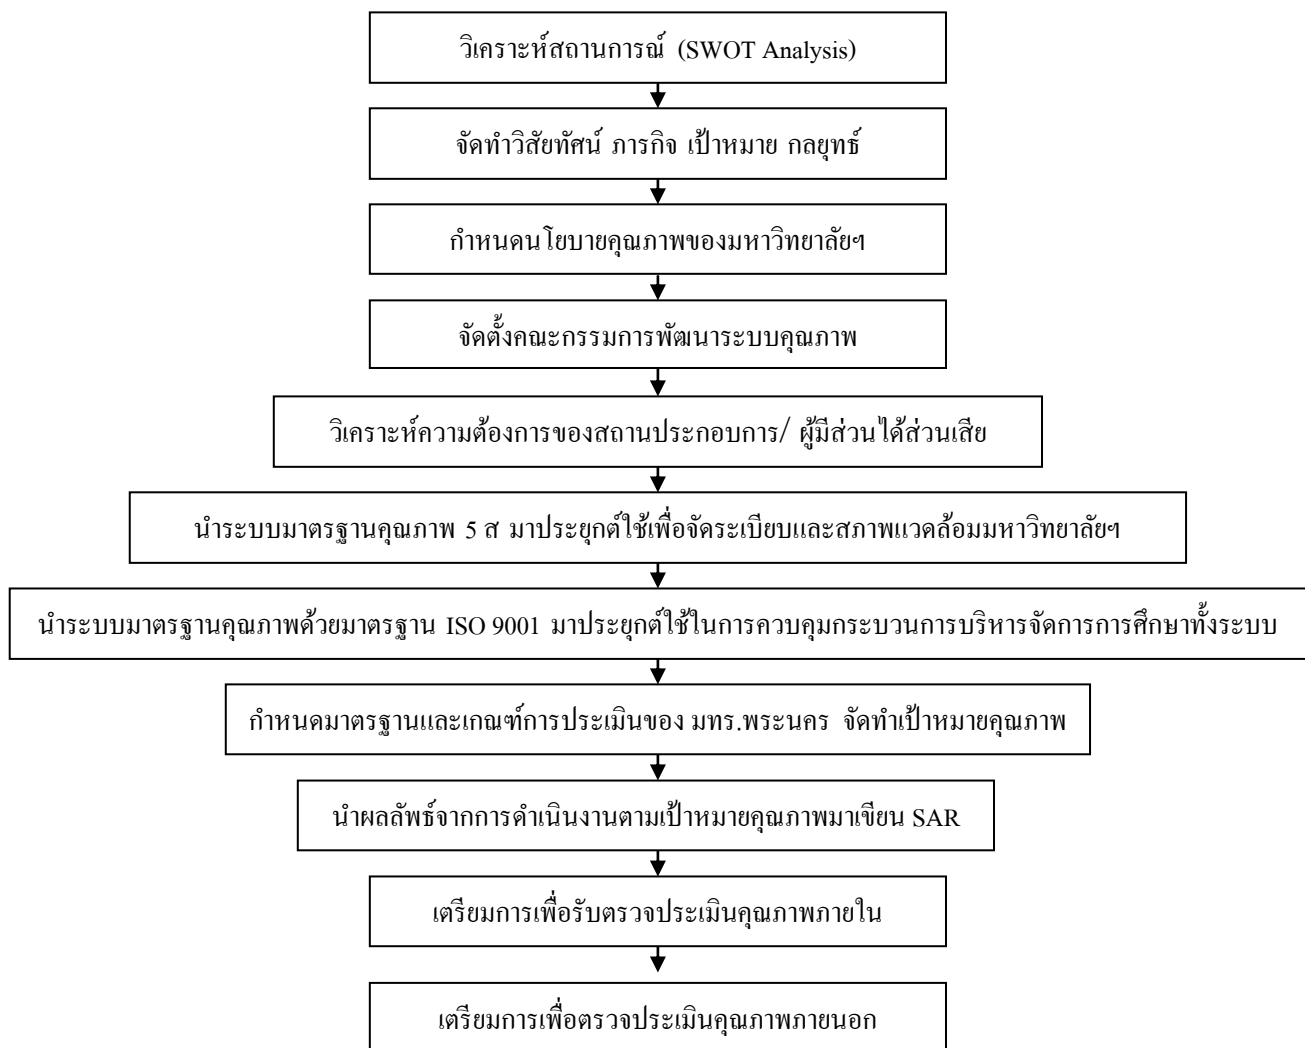 วิเคราะห์สถานการณ์ (SWOT Analysis)
จัดทำวิสัยทัศน์ ภารกิจ เป้าหมาย กลยุทธ์
กำหนดนโยบายคุณภาพของมหาวิทยาลัยฯ
จัดตั้งคณะกรรมการพัฒนาระบบคุณภาพ
วิเคราะห์ความต้องการของสถานประกอบการ/ ผู้มีส่วนได้ส่วนเสีย
นำระบบมาตรฐานคุณภาพ 5 ส มาประยุกต์ใช้เพื่อจัดระเบียบและสภาพแวดล้อมมหาวิทยาลัยฯ
นำระบบมาตรฐานคุณภาพด้วยมาตรฐาน ISO 9001 มาประยุกต์ใช้ในการควบคุมกระบวนการบริหารจัดการการศึกษาทั้งระบบ
กำหนดมาตรฐานและเกณฑ์การประเมินของ มทร.พระนคร จัดทำเป้าหมายคุณภาพ
นำผลลัพธ์จากการดำเนินงานตามเป้าหมายคุณภาพมาเขียน SAR
เตรียมการเพื่อรับตรวจประเมินคุณภาพภายใน
เตรียมการเพื่อตรวจประเมินคุณภาพภายนอก